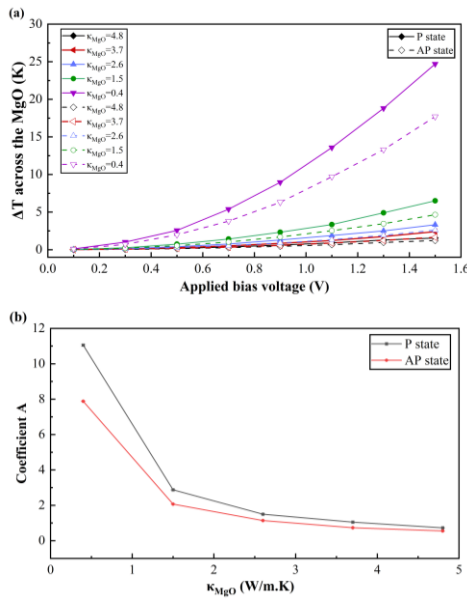 (a)
ΔT across the MgO (K)
30
25
20
15
10
5
0
κMgO=4.8
κMgO=3.7
κMgO=2.6
κMgO=1.5
κMgO=0.4
κMgO=4.8
κMgO=3.7
κMgO=2.6
κMgO=1.5
κMgO=0.4
P state
AP state
0.0 0.2 0.4 0.6 0.8 1.0 1.2 1.4 1.6
Applied bias voltage (V)
(b)
Coefficient A
12
10
8
6
4
2
0
P state
AP state
0 1 2 3 4 5
κMgO (W/m.K)